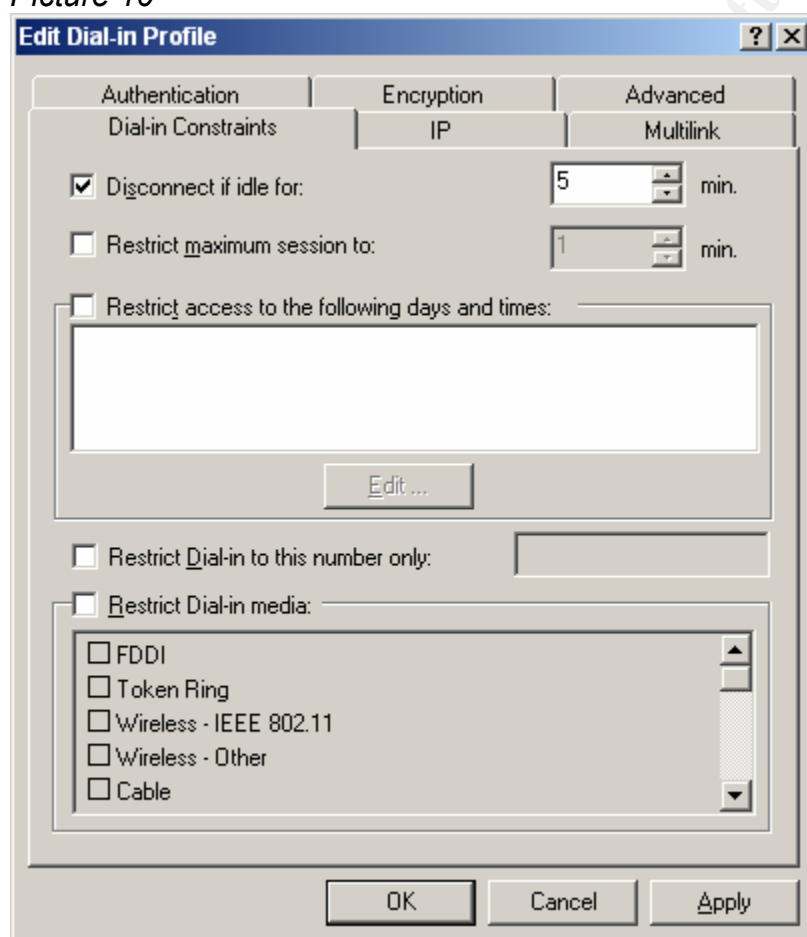 Picture 10
Edit Dial-in Profile
Authentication Encryption Advanced
Dial-in Constraints IP Multilink
Disconnect if idle for: 5 min.
Restrict maximum session to: 1 min.
Restrict access to the following days and times:
Edit ...
Restrict Dial-in to this number only:
Restrict Dial-in media:
FDDI
Token Ring
Wireless - IEEE 802.11
Wireless - Other
Cable
OK Cancel Apply